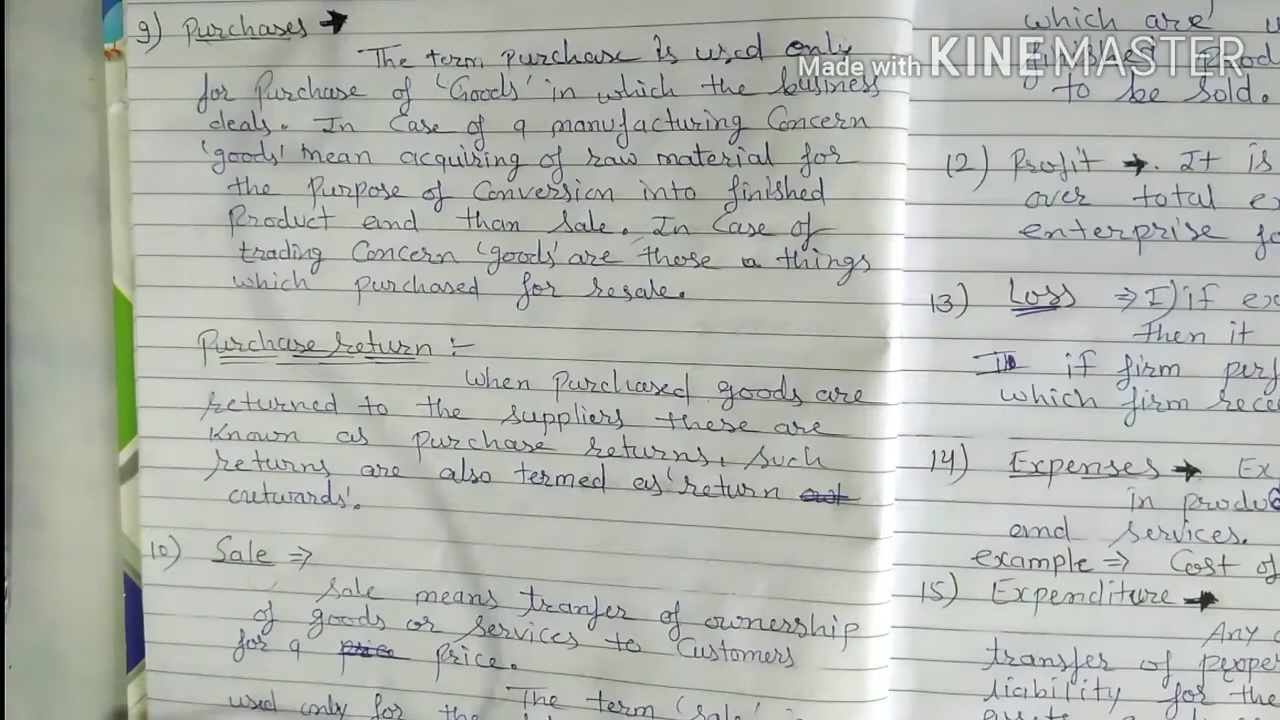 9) Purchases →
The term purchase is used only
for Purchase of 'Goods' in which the business
deals. In Case of a manufacturing Concern
'goods' mean acquiring of raw material for
the Purpose of Conversion into finished
Product and than Sale. In Case of
trading Concern 'goods' are those a things
which purchased for resale.
Purchase return :-
When purchased goods are
returned to the suppliers these are
Known as purchase returns, Such
returns are also termed as 'return
outwards'.
10) Sale ⇒
Sale means tranfer of ownership
of goods or services to Customers
for a price price.
The term 'Sale'
used only for the
which are
finished
to be sold.
12) Profit → . It is
over total
enterprise
13) Loss ⇒ I) if
then it
II if firm
which firm
14) Expenses →
in
and services.
example ⇒ Cost of
15) Expenditure →
Any
transfer of
liability for the
Made with KINEMASTER